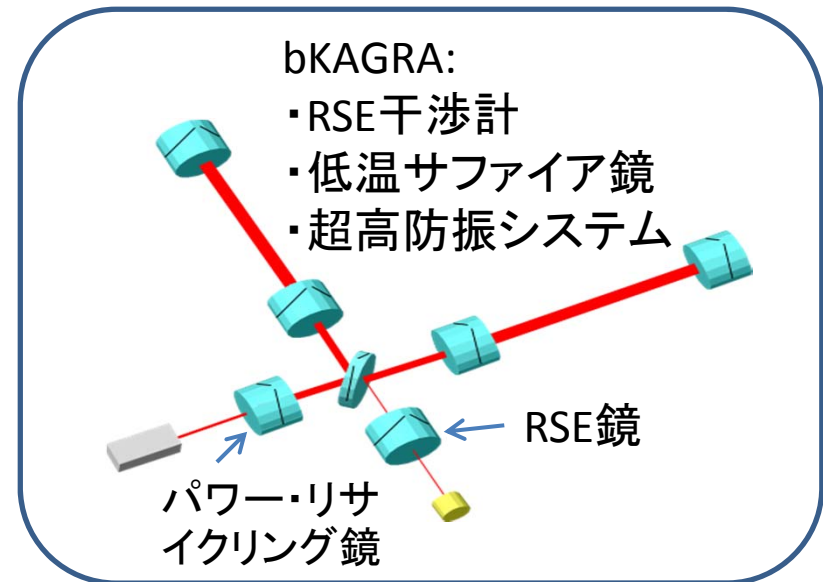 bKAGRA:
・RSE干渉計
・低温サファイア鏡
・超高防振システム
RSE鏡
パワー・リサ
イクリング鏡